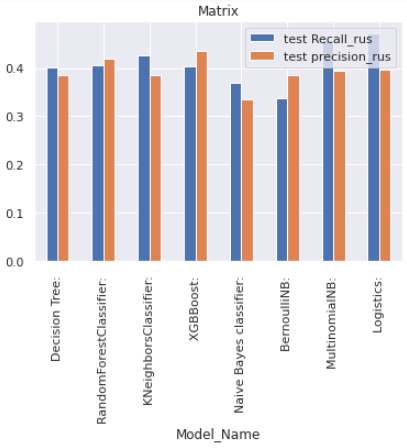 Matrix
test Recall_rus
test precision_rus
0.4
0.3
0.2
0.1
0.0
Decision Tree:
RandomForestClassifier:
KNeighborsClassifier:
XGBBoost:
Naive Bayes classifier:
BernoulliNB:
MultinomialNB:
Logistics:
Model_Name